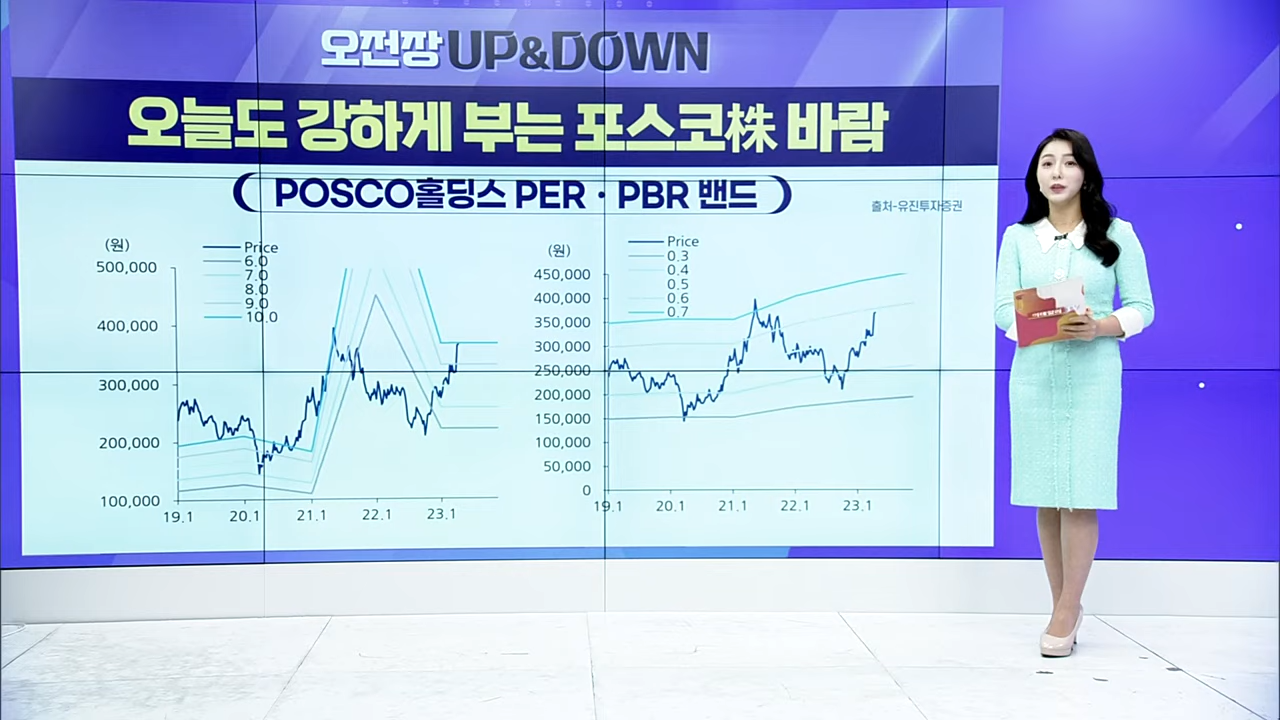 오전장 UP&DOWN
오늘도 강하게 부는 포스코株 바람
( POSCO홀딩스 PER · PBR 밴드 )
출처-유진투자증권
(원)
Price
6.0
7.0
8.0
9.0
10.0
500,000
400,000
300,000
200,000
100,000
19.1 20.1 21.1 22.1 23.1
(원)
Price
0.3
0.4
0.5
0.6
0.7
450,000
400,000
350,000
300,000
250,000
200,000
150,000
100,000
50,000
0
19.1 20.1 21.1 22.1 23.1